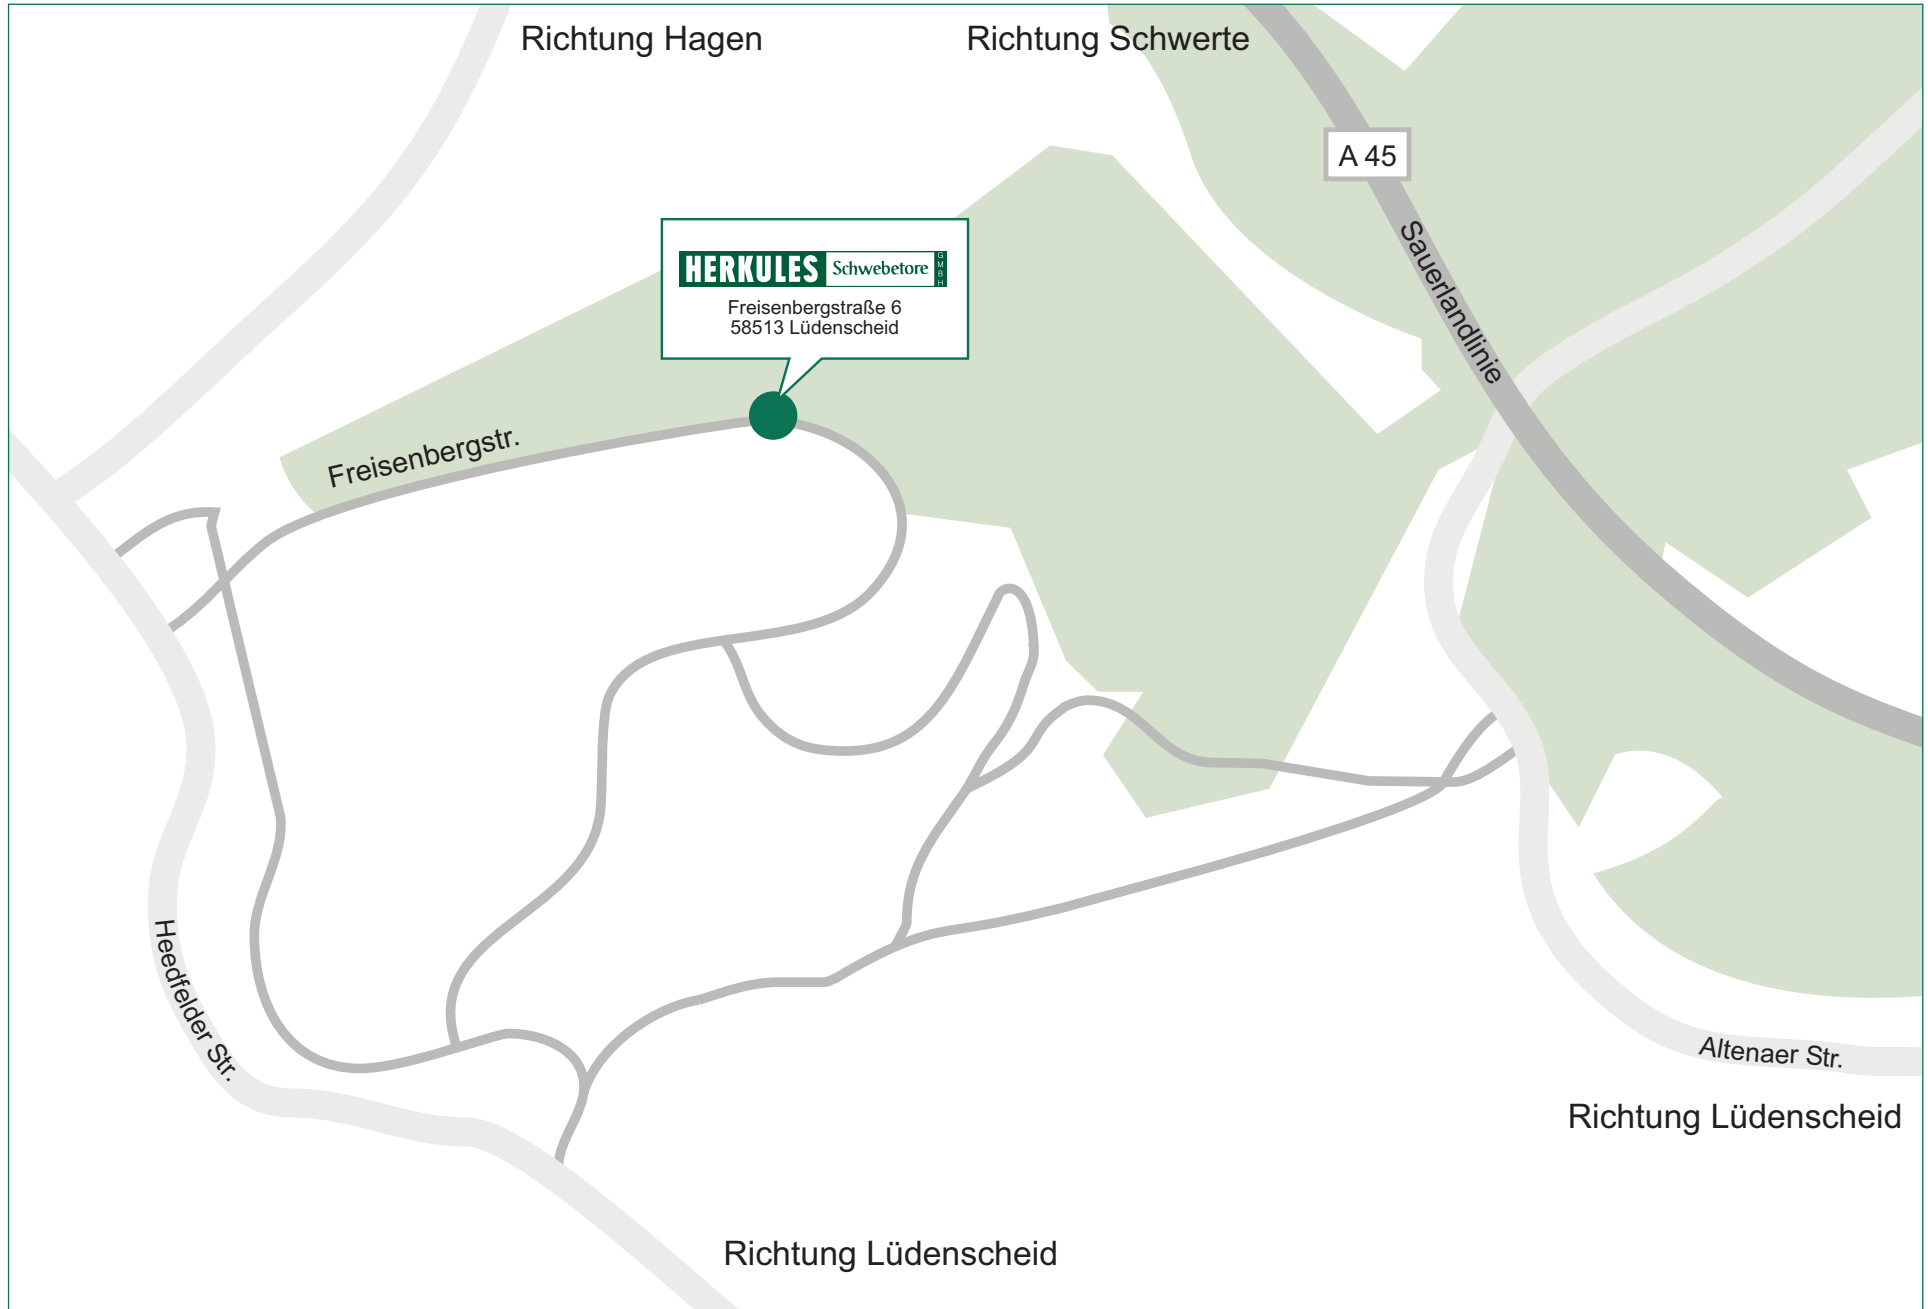 Richtung Hagen
Richtung Schwerte
A 45
Sauerlandlinie
HERKULES Schwebetore GMBH
Freisenbergstraße 6
58513 Lüdenscheid
Freisenbergstr.
Heedfelder Str.
Altenaer Str.
Richtung Lüdenscheid
Richtung Lüdenscheid